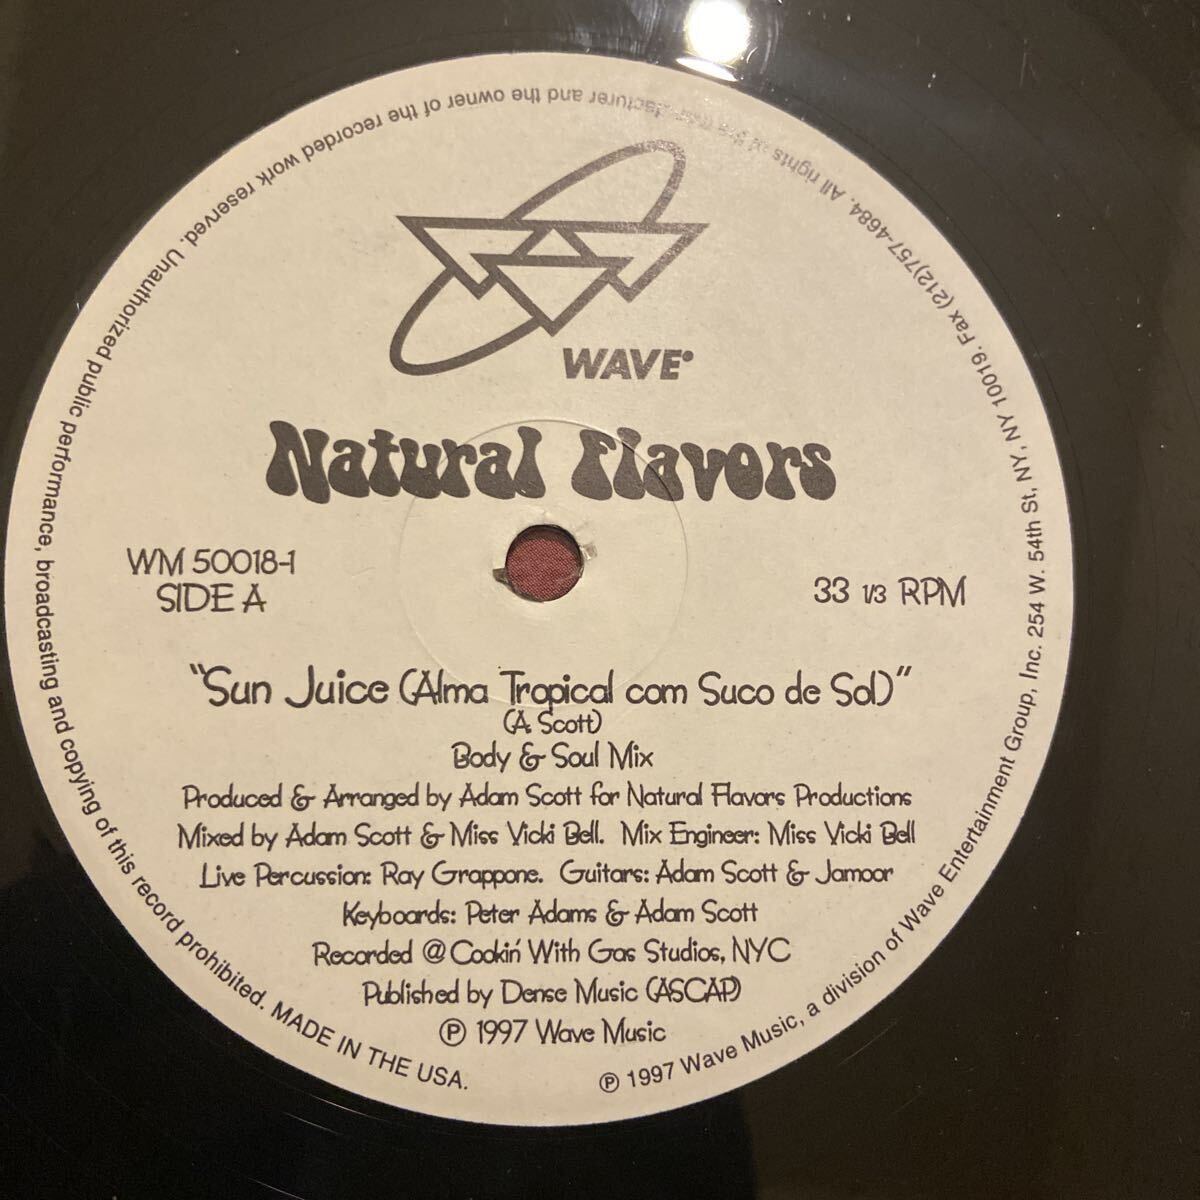 WAVE
Natural Flavors
WM 50018-1
SIDE A
33 1/3 RPM
"Sun Juice (Alma Tropical com Suco de Sol)"
(A. Scott)
Body & Soul Mix
Produced & Arranged by Adam Scott for Natural Flavors Productions
Mixed by Adam Scott & Miss Vicki Bell. Mix Engineer: Miss Vicki Bell
Live Percussion: Ray Grappone. Guitars: Adam Scott & Jamoor
Keyboards: Peter Adams & Adam Scott
Recorded @ Cookin' With Gas Studios, NYC
Published by Dense Music (ASCAP)
℗ 1997 Wave Music
℗ 1997 Wave Music, a division of Wave Entertainment Group, Inc. 254 W. 54th St, NY, NY 10019. Fax (212)757-4684. All rights of the manufacturer and the owner of the recorded work reserved. Unauthorized public performance, broadcasting and copying of this record prohibited. MADE IN THE USA.